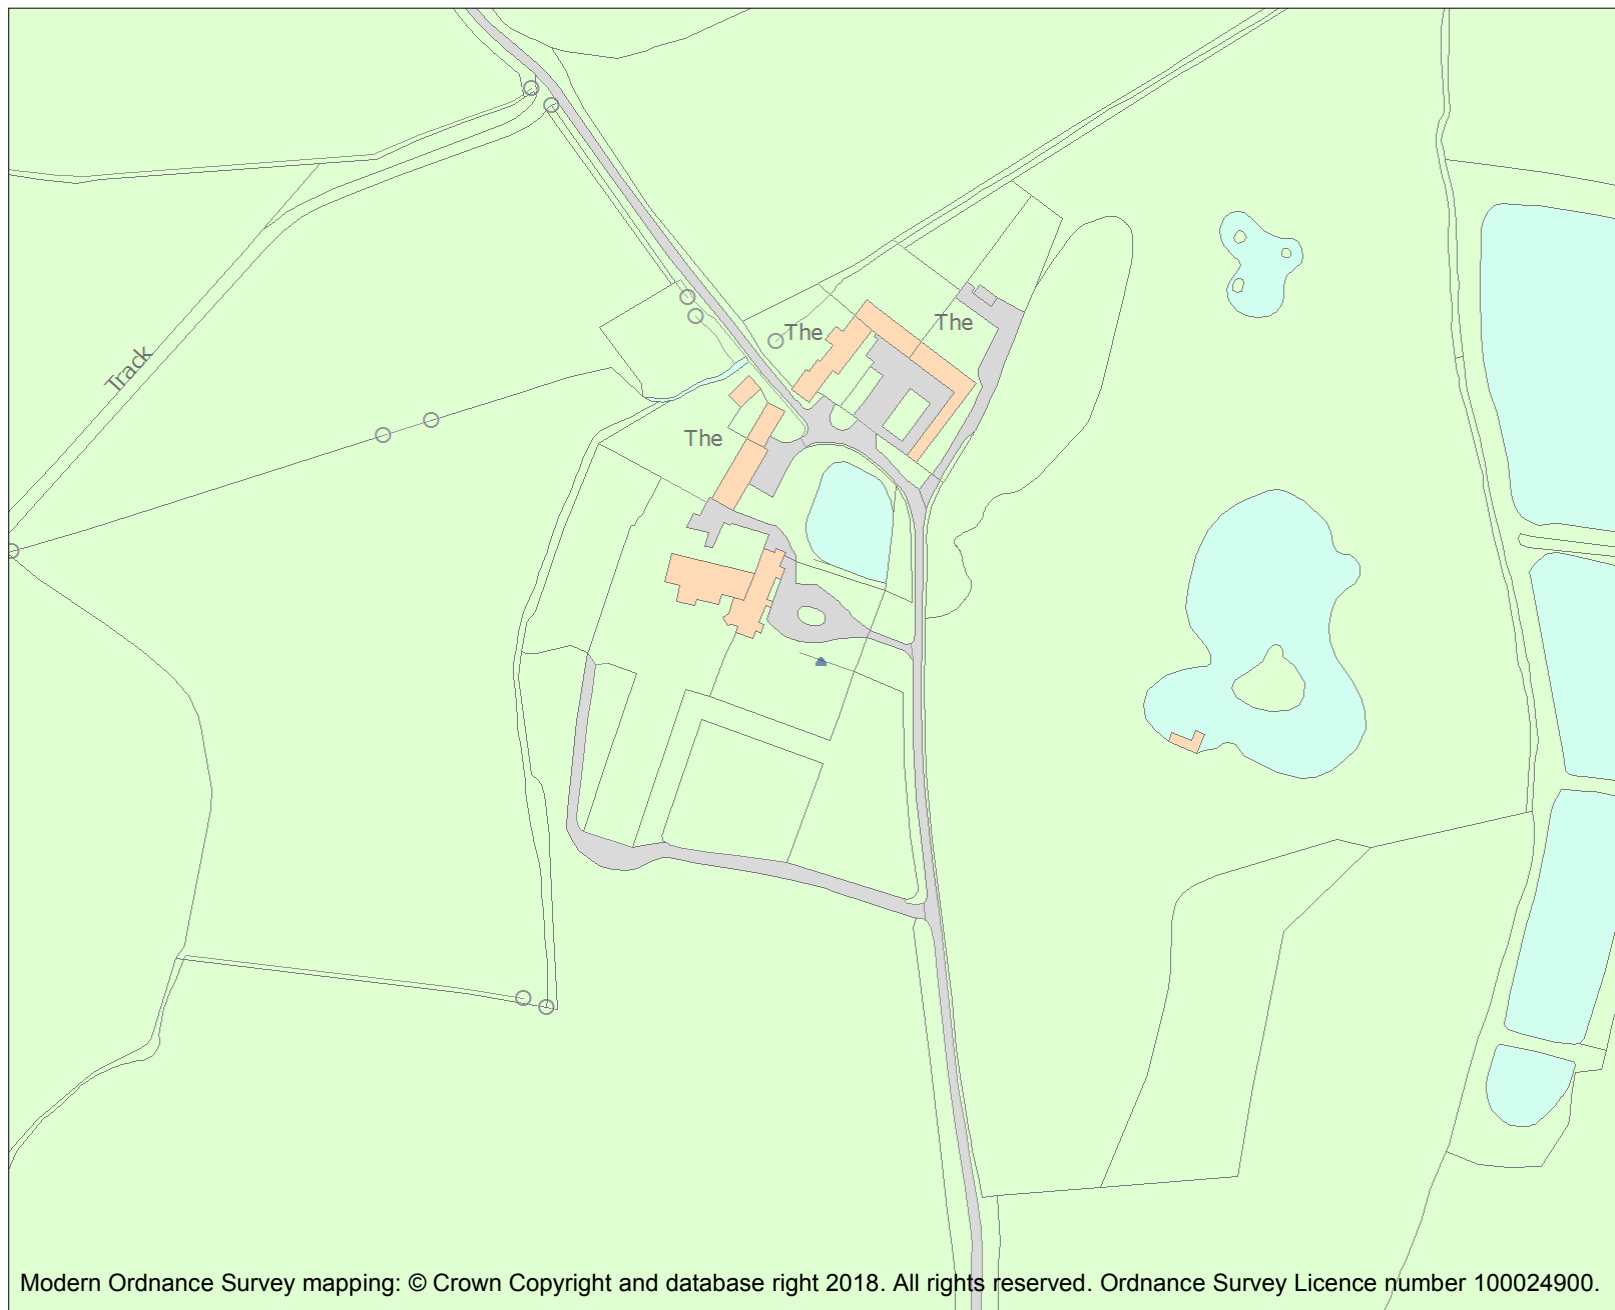 The
The
Track
The
Modern Ordnance Survey mapping: © Crown Copyright and database right 2018. All rights reserved. Ordnance Survey Licence number 100024900.